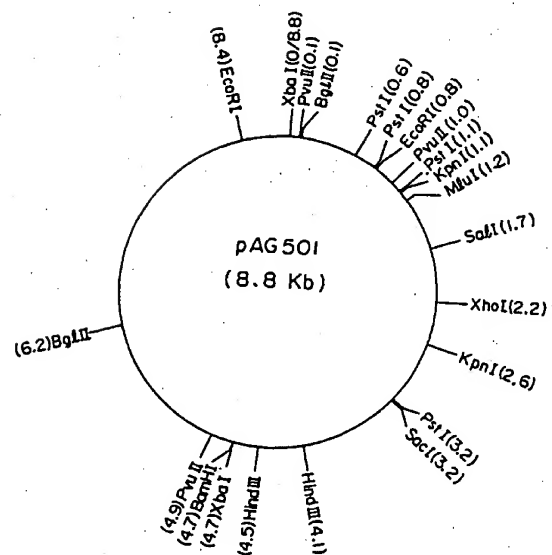 (8.4)EcoRI
XbaI(0/8.8)
PvuII(0.1)
BglII(0.1)
PstI(0.6)
PstI(0.8)
EcoRI(0.8)
PvuII(1.0)
PstI(1.1)
KpnI(1.1)
MluI(1.2)
SalI(1.7)
XhoI(2.2)
KpnI(2.6)
PstI(3.2)
SacI(3.2)
HindIII(4.1)
(4.5)HindIII
(4.7)XbaI
(4.7)BamHI
(4.9)PvuII
(6.2)BglII
pAG501
(8.8 Kb)